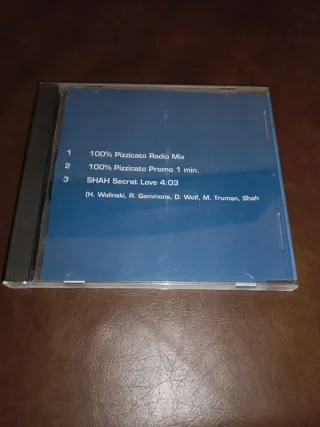 1 100% Pizzicato Radio Mix
2 100% Pizzicato Promo 1 min.
3 SHAH Secret Love 4:03
(H. Wolinski, R. Gammons, D. Wolf, M. Truman, Shah